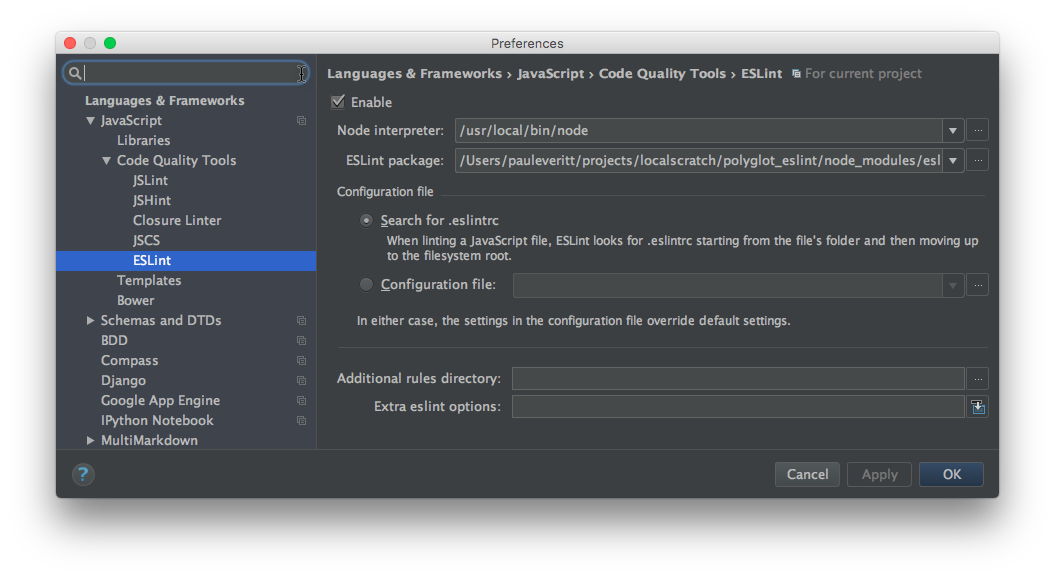 Preferences
Languages & Frameworks
JavaScript
Libraries
Code Quality Tools
JSLint
JSHint
Closure Linter
JSCS
ESLint
Templates
Bower
Schemas and DTDs
BDD
Compass
Django
Google App Engine
IPython Notebook
MultiMarkdown
Languages & Frameworks › JavaScript › Code Quality Tools › ESLint For current project
Enable
Node interpreter: /usr/local/bin/node
ESLint package: /Users/pauleveritt/projects/localscratch/polyglot_eslint/node_modules/esl
Configuration file
Search for .eslintrc
When linting a JavaScript file, ESLint looks for .eslintrc starting from the file's folder and then moving up
to the filesystem root.
Configuration file:
In either case, the settings in the configuration file override default settings.
Additional rules directory:
Extra eslint options:
? Cancel Apply OK